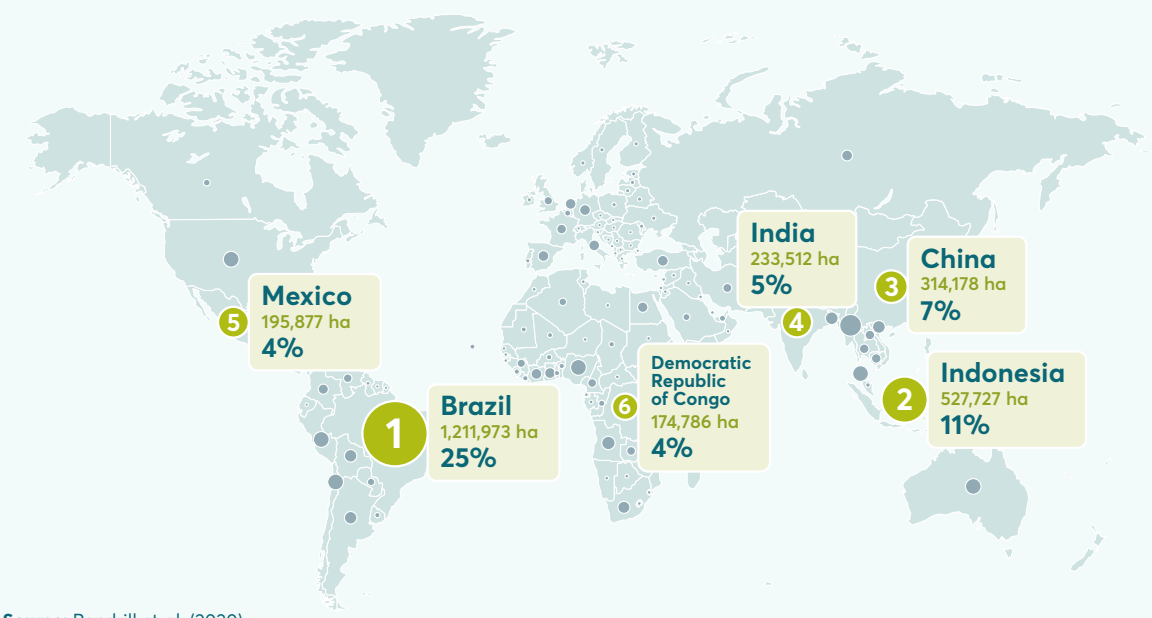 India
233,512 ha
5%
4
3
China
314,178 ha
7%
5
Mexico
195,877 ha
4%
1
Brazil
1,211,973 ha
25%
6
Democratic
Republic
of Congo
174,786 ha
4%
2
Indonesia
527,727 ha
11%